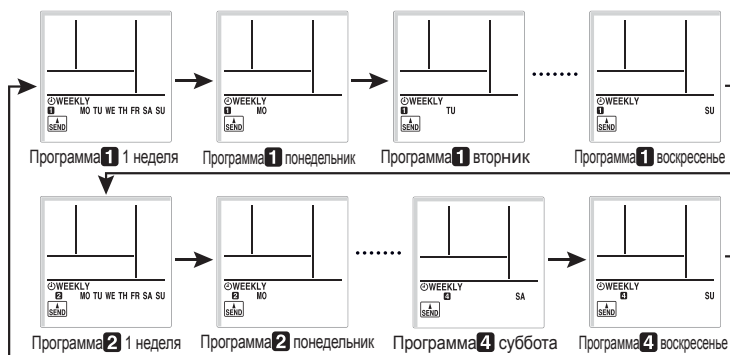 WEEKLY
1 MO TU WE TH FR SA SU
SEND
Программа 1 1 неделя
WEEKLY
1 MO
SEND
Программа 1 понедельник
WEEKLY
1 TU
SEND
Программа 1 вторник
WEEKLY
1 SU
SEND
Программа 1 воскресенье
WEEKLY
2 MO TU WE TH FR SA SU
SEND
Программа 2 1 неделя
WEEKLY
2 MO
SEND
Программа 2 понедельник
WEEKLY
4 SA
SEND
Программа 4 суббота
WEEKLY
4 SU
SEND
Программа 4 воскресенье